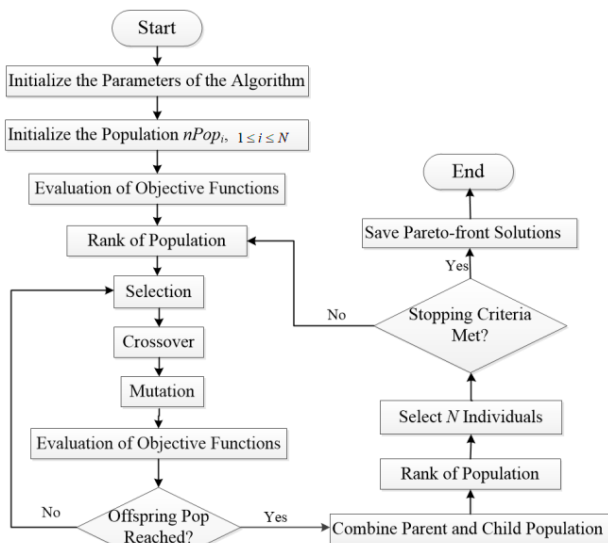 Start
Initialize the Parameters of the Algorithm
Initialize the Population nPopᵢ, 1 ≤ i ≤ N
Evaluation of Objective Functions
Rank of Population
Selection
Crossover
Mutation
Evaluation of Objective Functions
Offspring Pop
Reached?
No
Yes
Combine Parent and Child Population
Rank of Population
Select N Individuals
Stopping Criteria
Met?
No
Yes
Save Pareto-front Solutions
End